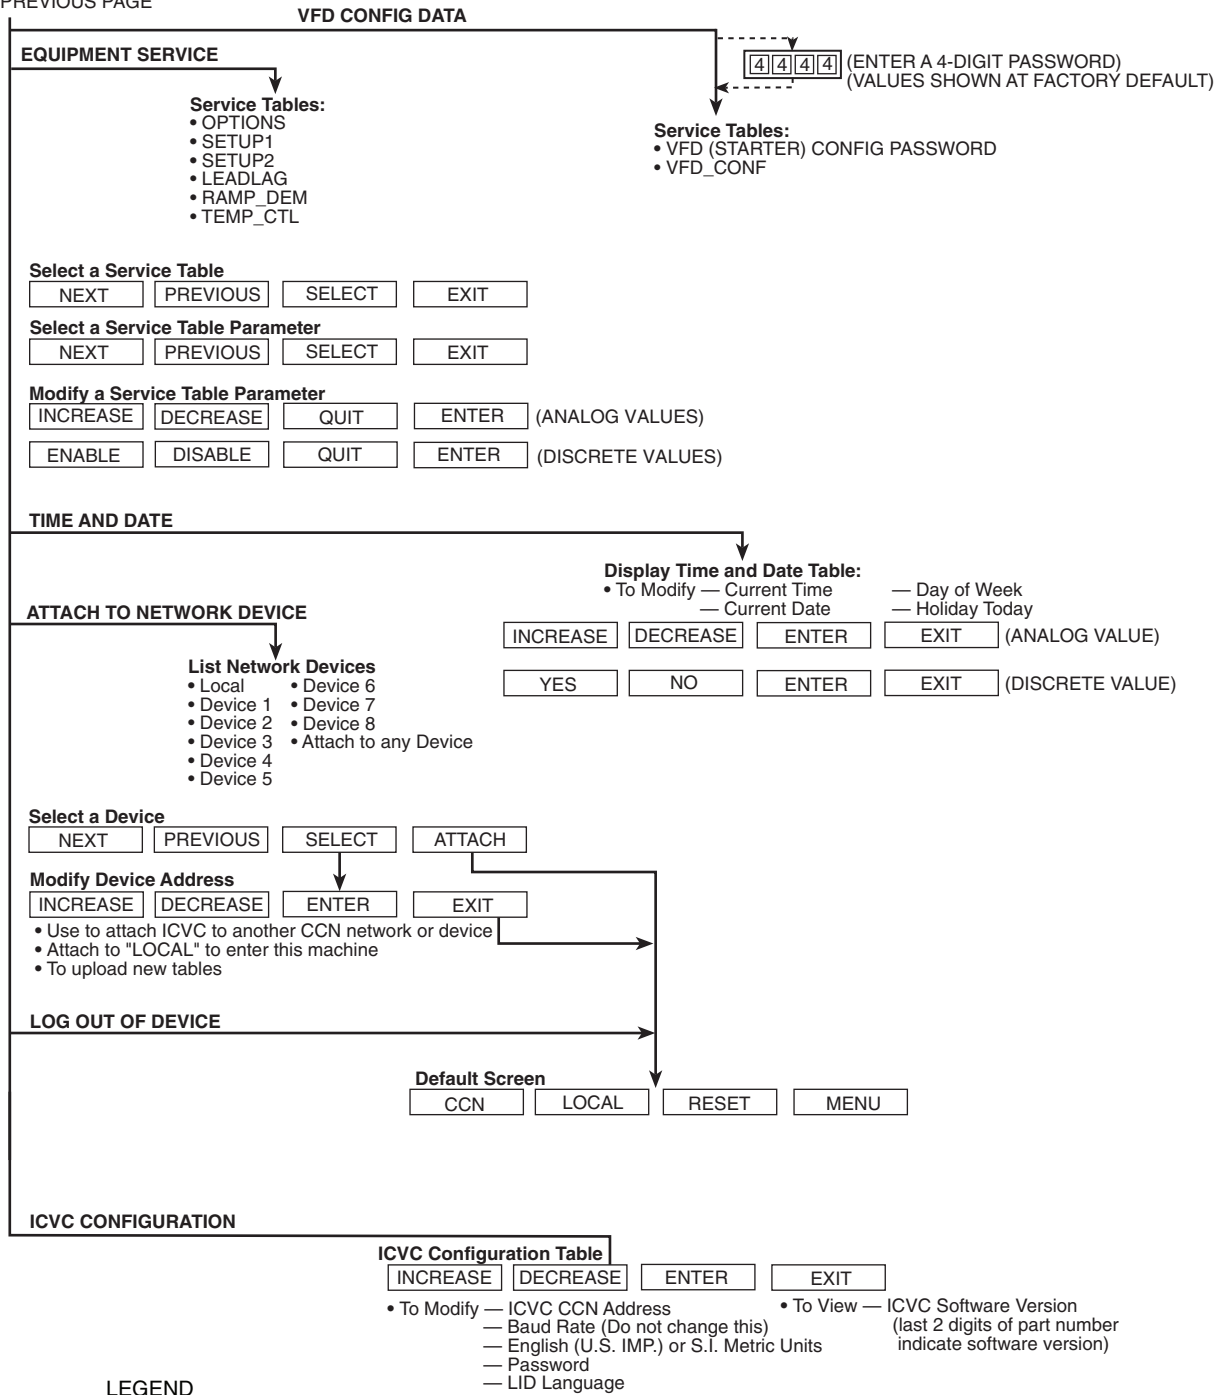 PREVIOUS PAGE
VFD CONFIG DATA
EQUIPMENT SERVICE
4 4 4 4 (ENTER A 4-DIGIT PASSWORD)
(VALUES SHOWN AT FACTORY DEFAULT)
Service Tables:
• OPTIONS
• SETUP1
• SETUP2
• LEADLAG
• RAMP_DEM
• TEMP_CTL
Service Tables:
• VFD (STARTER) CONFIG PASSWORD
• VFD_CONF
Select a Service Table
NEXT PREVIOUS SELECT EXIT
Select a Service Table Parameter
NEXT PREVIOUS SELECT EXIT
Modify a Service Table Parameter
INCREASE DECREASE QUIT ENTER (ANALOG VALUES)
ENABLE DISABLE QUIT ENTER (DISCRETE VALUES)
TIME AND DATE
Display Time and Date Table:
• To Modify — Current Time — Day of Week
— Current Date — Holiday Today
INCREASE DECREASE ENTER EXIT (ANALOG VALUE)
YES NO ENTER EXIT (DISCRETE VALUE)
ATTACH TO NETWORK DEVICE
List Network Devices
• Local • Device 6
• Device 1 • Device 7
• Device 2 • Device 8
• Device 3 • Attach to any Device
• Device 4
• Device 5
Select a Device
NEXT PREVIOUS SELECT ATTACH
Modify Device Address
INCREASE DECREASE ENTER EXIT
• Use to attach ICVC to another CCN network or device
• Attach to "LOCAL" to enter this machine
• To upload new tables
LOG OUT OF DEVICE
Default Screen
CCN LOCAL RESET MENU
ICVC CONFIGURATION
ICVC Configuration Table
INCREASE DECREASE ENTER EXIT
• To Modify — ICVC CCN Address
— Baud Rate (Do not change this)
— English (U.S. IMP.) or S.I. Metric Units
— Password
— LID Language
• To View — ICVC Software Version
(last 2 digits of part number
indicate software version)
LEGEND